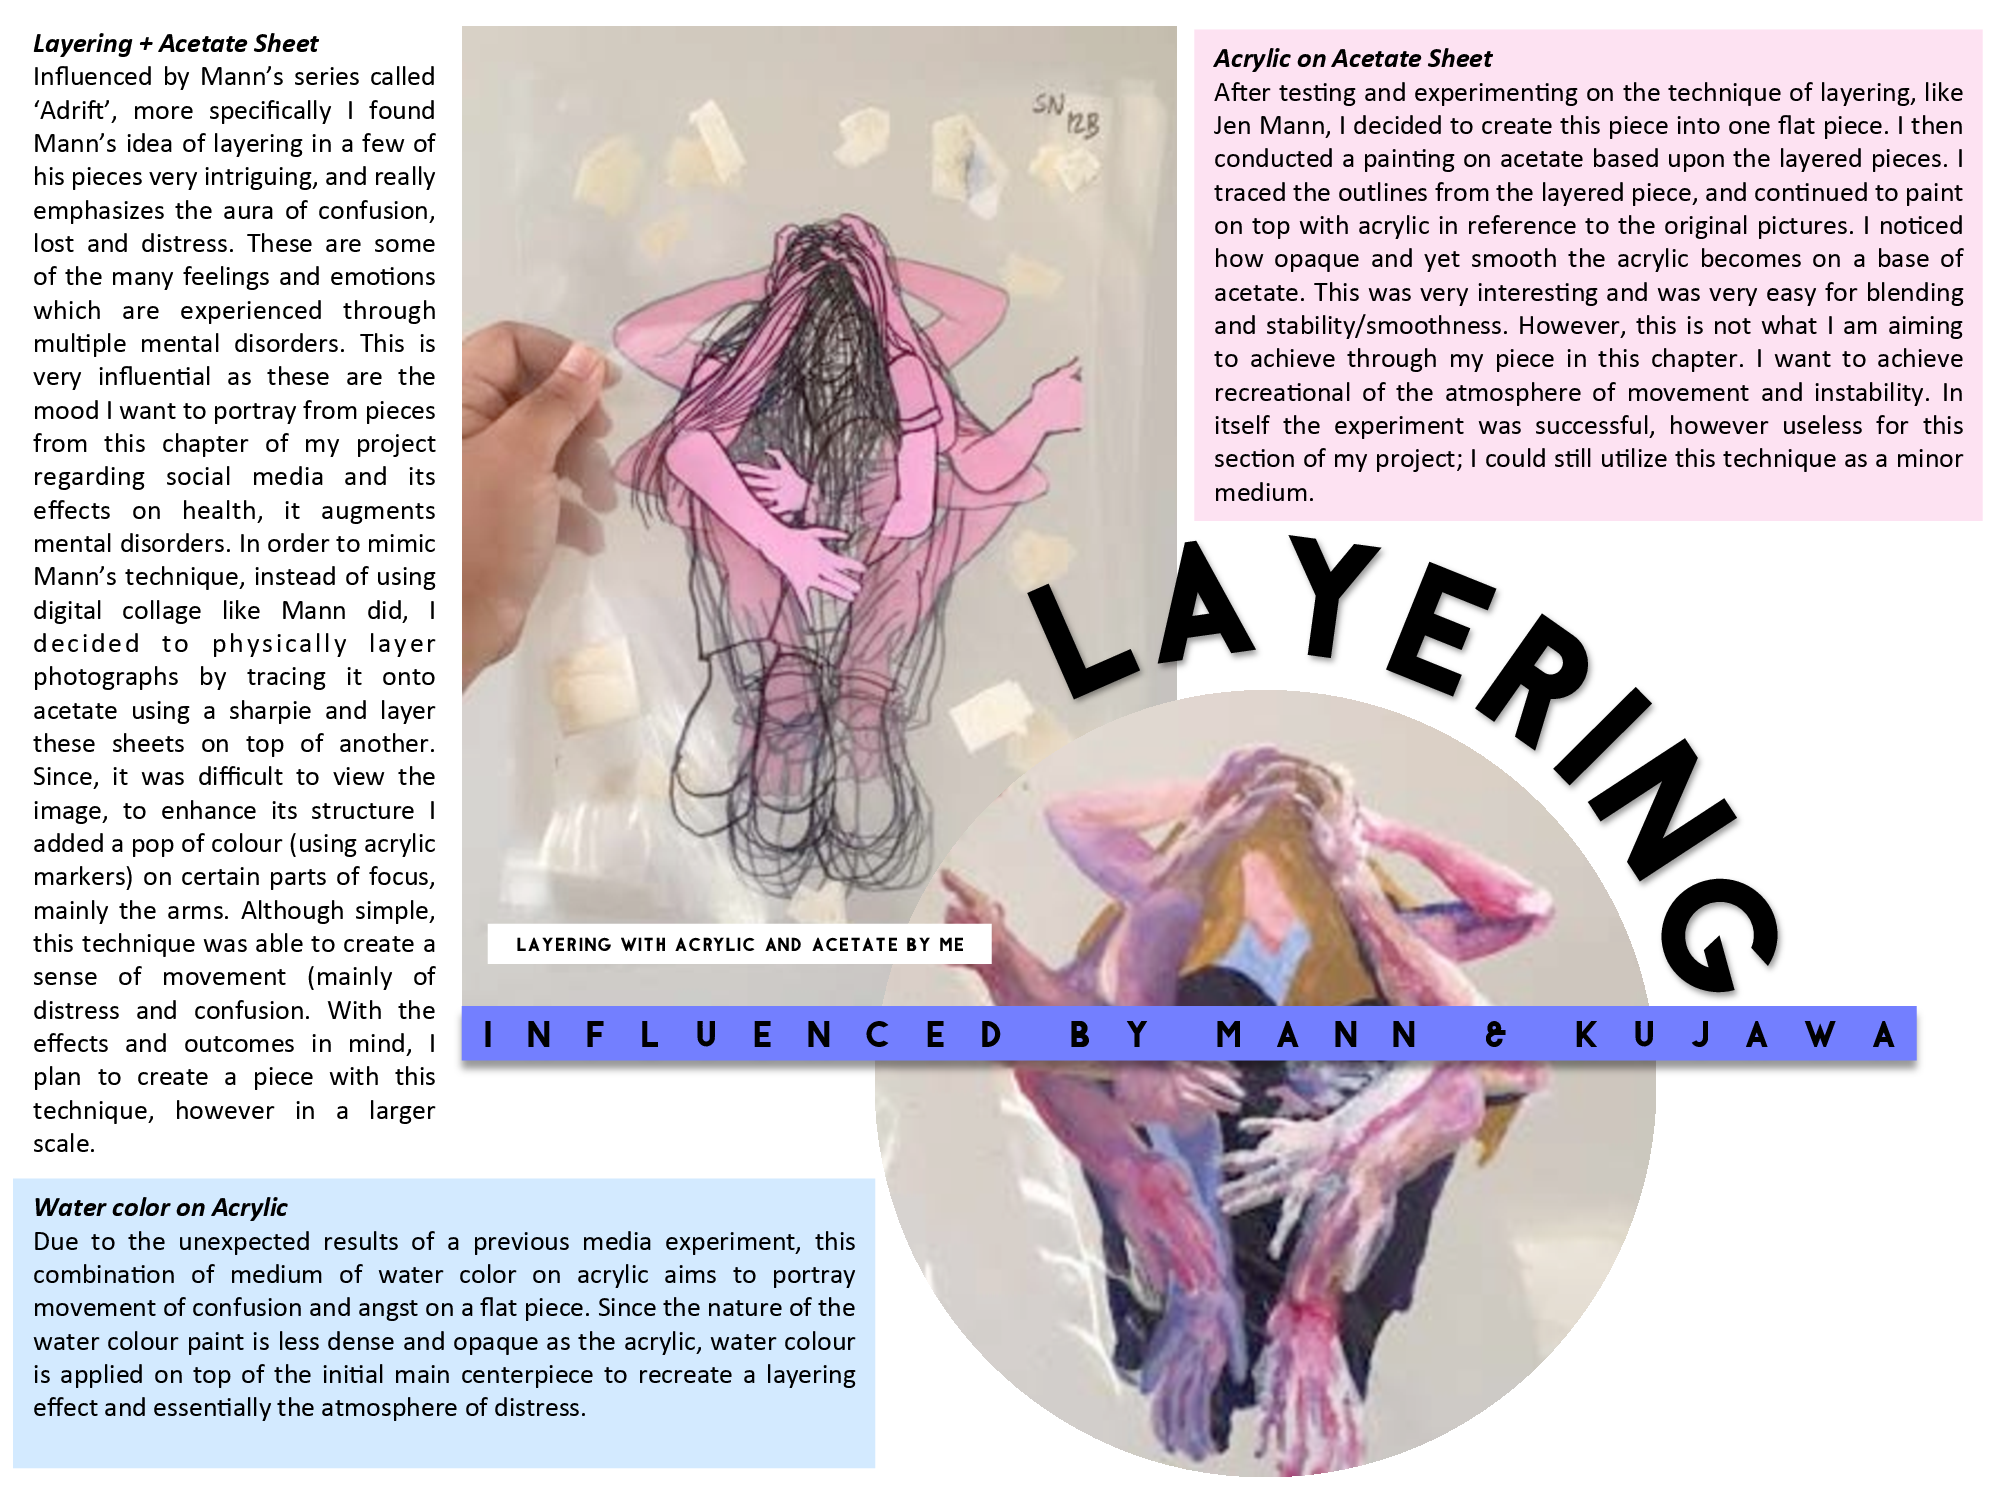 Layering + Acetate Sheet
Influenced by Mann's series called
'Adrift', more specifically I found
Mann's idea of layering in a few of
his pieces very intriguing, and really
emphasizes the aura of confusion,
lost and distress. These are some
of the many feelings and emotions
which are experienced through
multiple mental disorders. This is
very influential as these are the
mood I want to portray from pieces
from this chapter of my project
regarding social media and its
effects on health, it augments
mental disorders. In order to mimic
Mann's technique, instead of using
digital collage like Mann did, I
decided to physically layer
photographs by tracing it onto
acetate using a sharpie and layer
these sheets on top of another.
Since, it was difficult to view the
image, to enhance its structure I
added a pop of colour (using acrylic
markers) on certain parts of focus,
mainly the arms. Although simple,
this technique was able to create a
sense of movement (mainly of
distress and confusion. With the
effects and outcomes in mind, I
plan to create a piece with this
technique, however in a larger
scale.
SN
12B
Acrylic on Acetate Sheet
After testing and experimenting on the technique of layering, like
Jen Mann, I decided to create this piece into one flat piece. I then
conducted a painting on acetate based upon the layered pieces. I
traced the outlines from the layered piece, and continued to paint
on top with acrylic in reference to the original pictures. I noticed
how opaque and yet smooth the acrylic becomes on a base of
acetate. This was very interesting and was very easy for blending
and stability/smoothness. However, this is not what I am aiming
to achieve through my piece in this chapter. I want to achieve
recreational of the atmosphere of movement and instability. In
itself the experiment was successful, however useless for this
section of my project; I could still utilize this technique as a minor
medium.
LAYERING
LAYERING WITH ACRYLIC AND ACETATE BY ME
INFLUENCED BY MANN & KUJAWA
Water color on Acrylic
Due to the unexpected results of a previous media experiment, this
combination of medium of water color on acrylic aims to portray
movement of confusion and angst on a flat piece. Since the nature of the
water colour paint is less dense and opaque as the acrylic, water colour
is applied on top of the initial main centerpiece to recreate a layering
effect and essentially the atmosphere of distress.